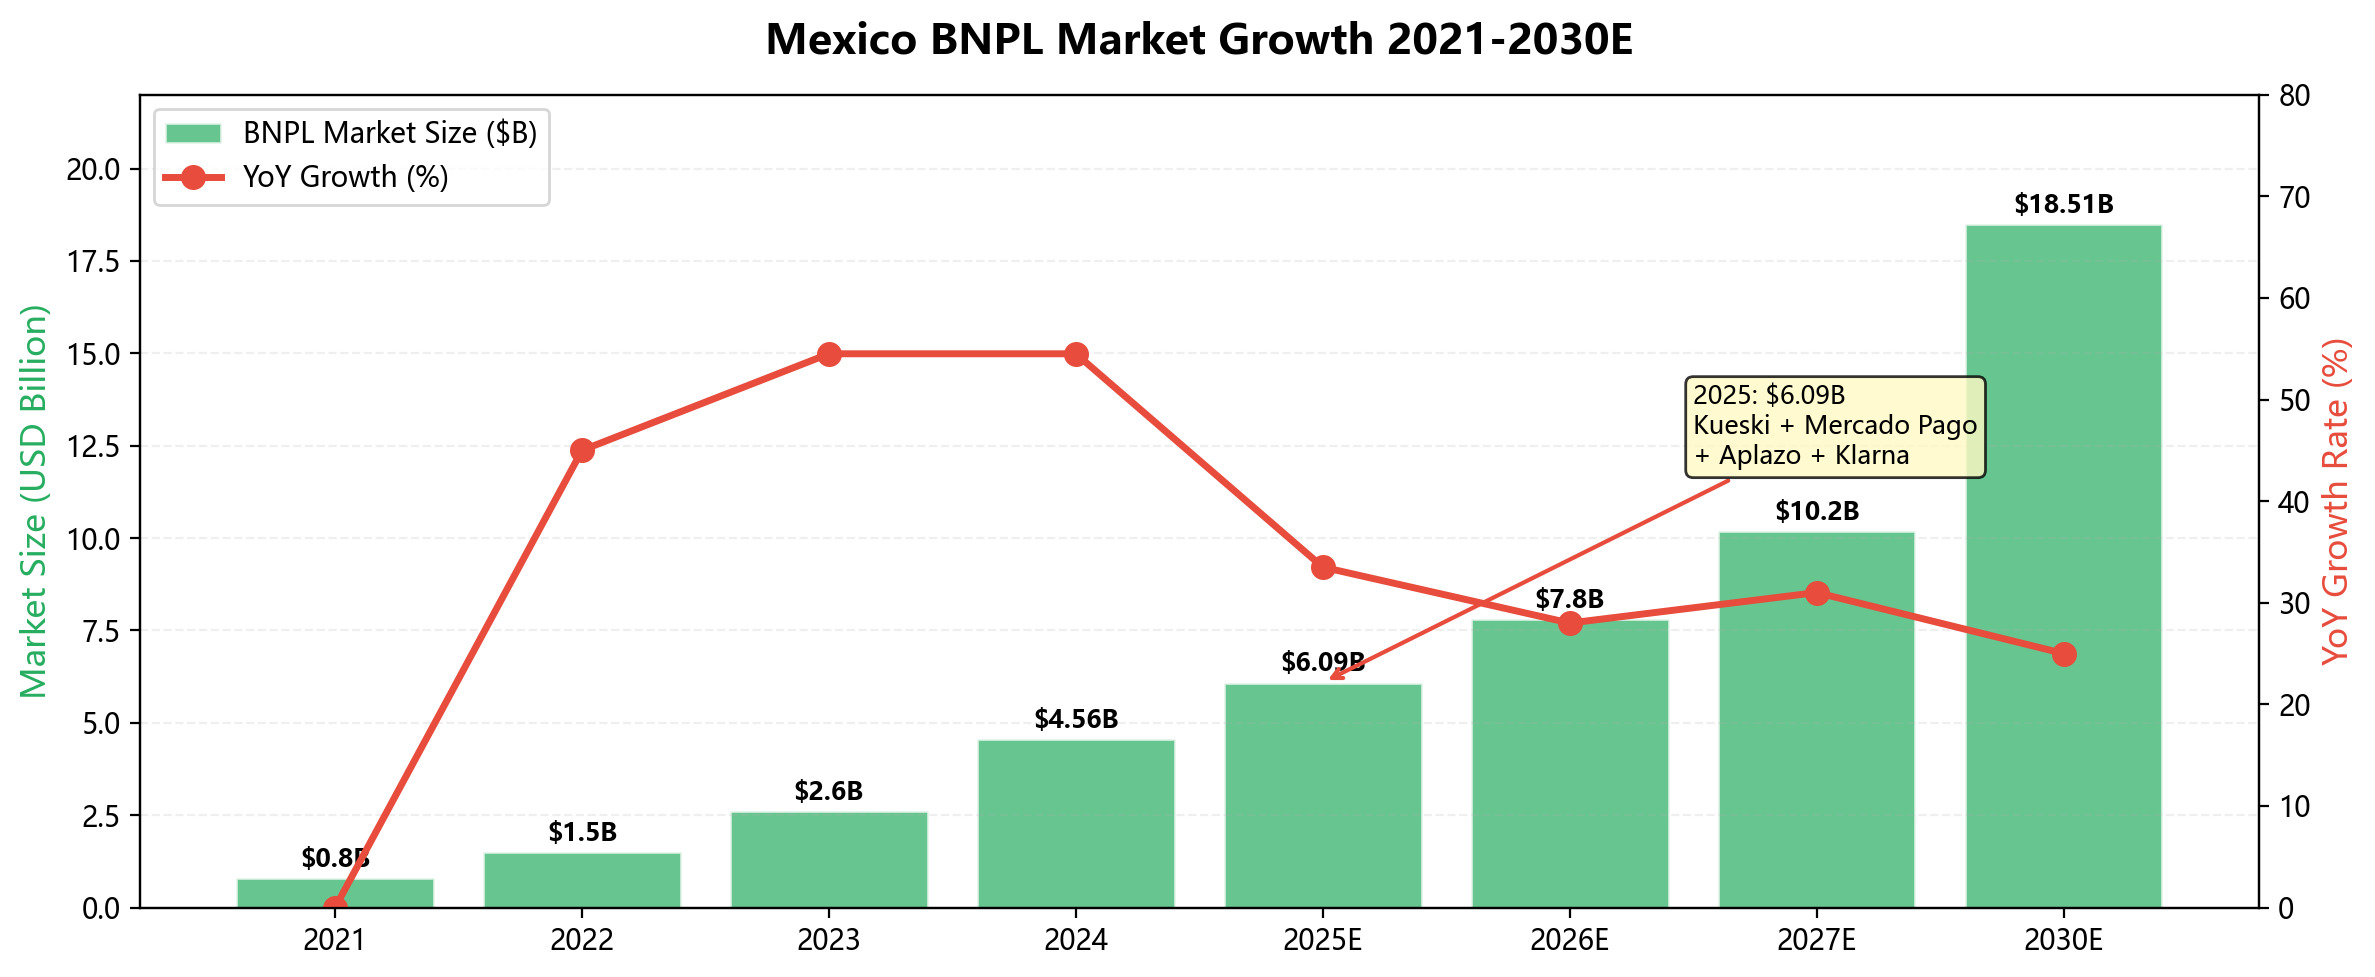 Mexico BNPL Market Growth 2021-2030E
BNPL Market Size ($B)
YoY Growth (%)
Market Size (USD Billion)
20.0
17.5
15.0
12.5
10.0
7.5
5.0
2.5
0.0
$0.8B
$1.5B
$2.6B
$4.56B
$6.09B
$7.8B
$10.2B
$18.51B
2025: $6.09B
Kueski + Mercado Pago
+ Aplazo + Klarna
80
70
60
50
40
30
20
10
0
YoY Growth Rate (%)
2021
2022
2023
2024
2025E
2026E
2027E
2030E